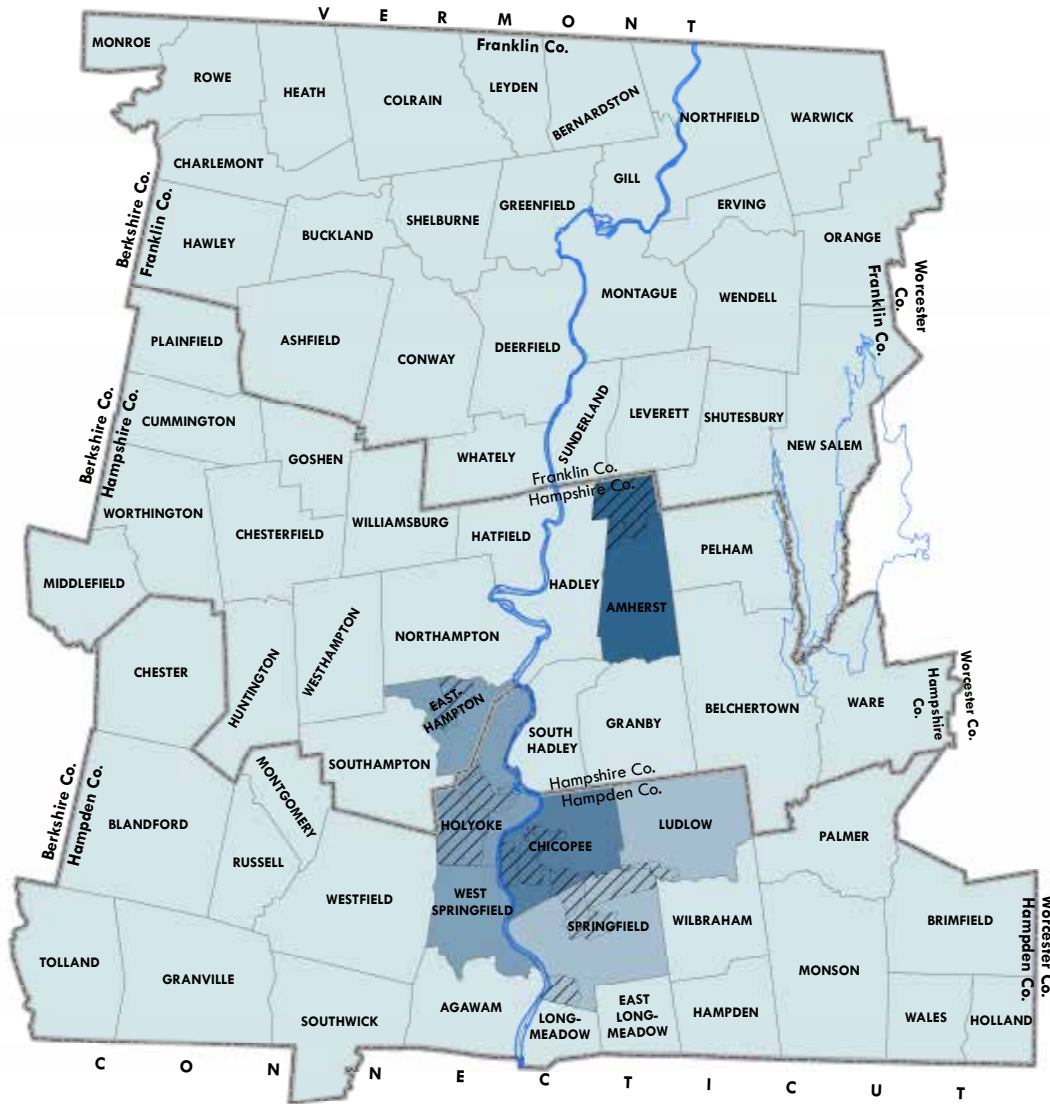 V E R M O N T
Franklin Co.
MONROE
ROWE
HEATH
COLRAIN
LEYDEN
BERNARDSTON
NORTHFIELD
WARWICK
CHARLEMONT
GILL
Berkshire Co.
Franklin Co.
HAWLEY
BUCKLAND
SHELBURNE
GREENFIELD
ERVING
ORANGE
Franklin Co.
Worcester
Co.
PLAINFIELD
ASHFIELD
CONWAY
DEERFIELD
MONTAGUE
WENDELL
Berkshire Co.
Hampshire Co.
CUMMINGTON
GOSHEN
WHATELY
SUNDERLAND
LEVERETT
SHUTESBURY
NEW SALEM
Franklin Co.
Hampshire Co.
WORTHINGTON
CHESTERFIELD
WILLIAMSBURG
HATFIELD
HADLEY
AMHERST
PELHAM
MIDDLEFIELD
CHESTER
HUNTINGTON
WESTHAMPTON
NORTHAMPTON
EAST-
HAMPTON
SOUTH
HADLEY
GRANBY
BELCHERTOWN
WARE
Hampshire
Co.
Worcester Co.
SOUTHAMPTON
Hampshire Co.
Hampden Co.
Berkshire Co.
Hampden Co.
BLANDFORD
MONTGOMERY
RUSSELL
HOLYOKE
CHICOPEE
LUDLOW
PALMER
WESTFIELD
WEST
SPRINGFIELD
SPRINGFIELD
WILBRAHAM
BRIMFIELD
Hampden Co.
Worcester Co.
TOLLAND
GRANVILLE
SOUTHWICK
AGAWAM
LONG-
MEADOW
EAST
LONG-
MEADOW
HAMPDEN
MONSON
WALES
HOLLAND
C O N N E C T I C U T